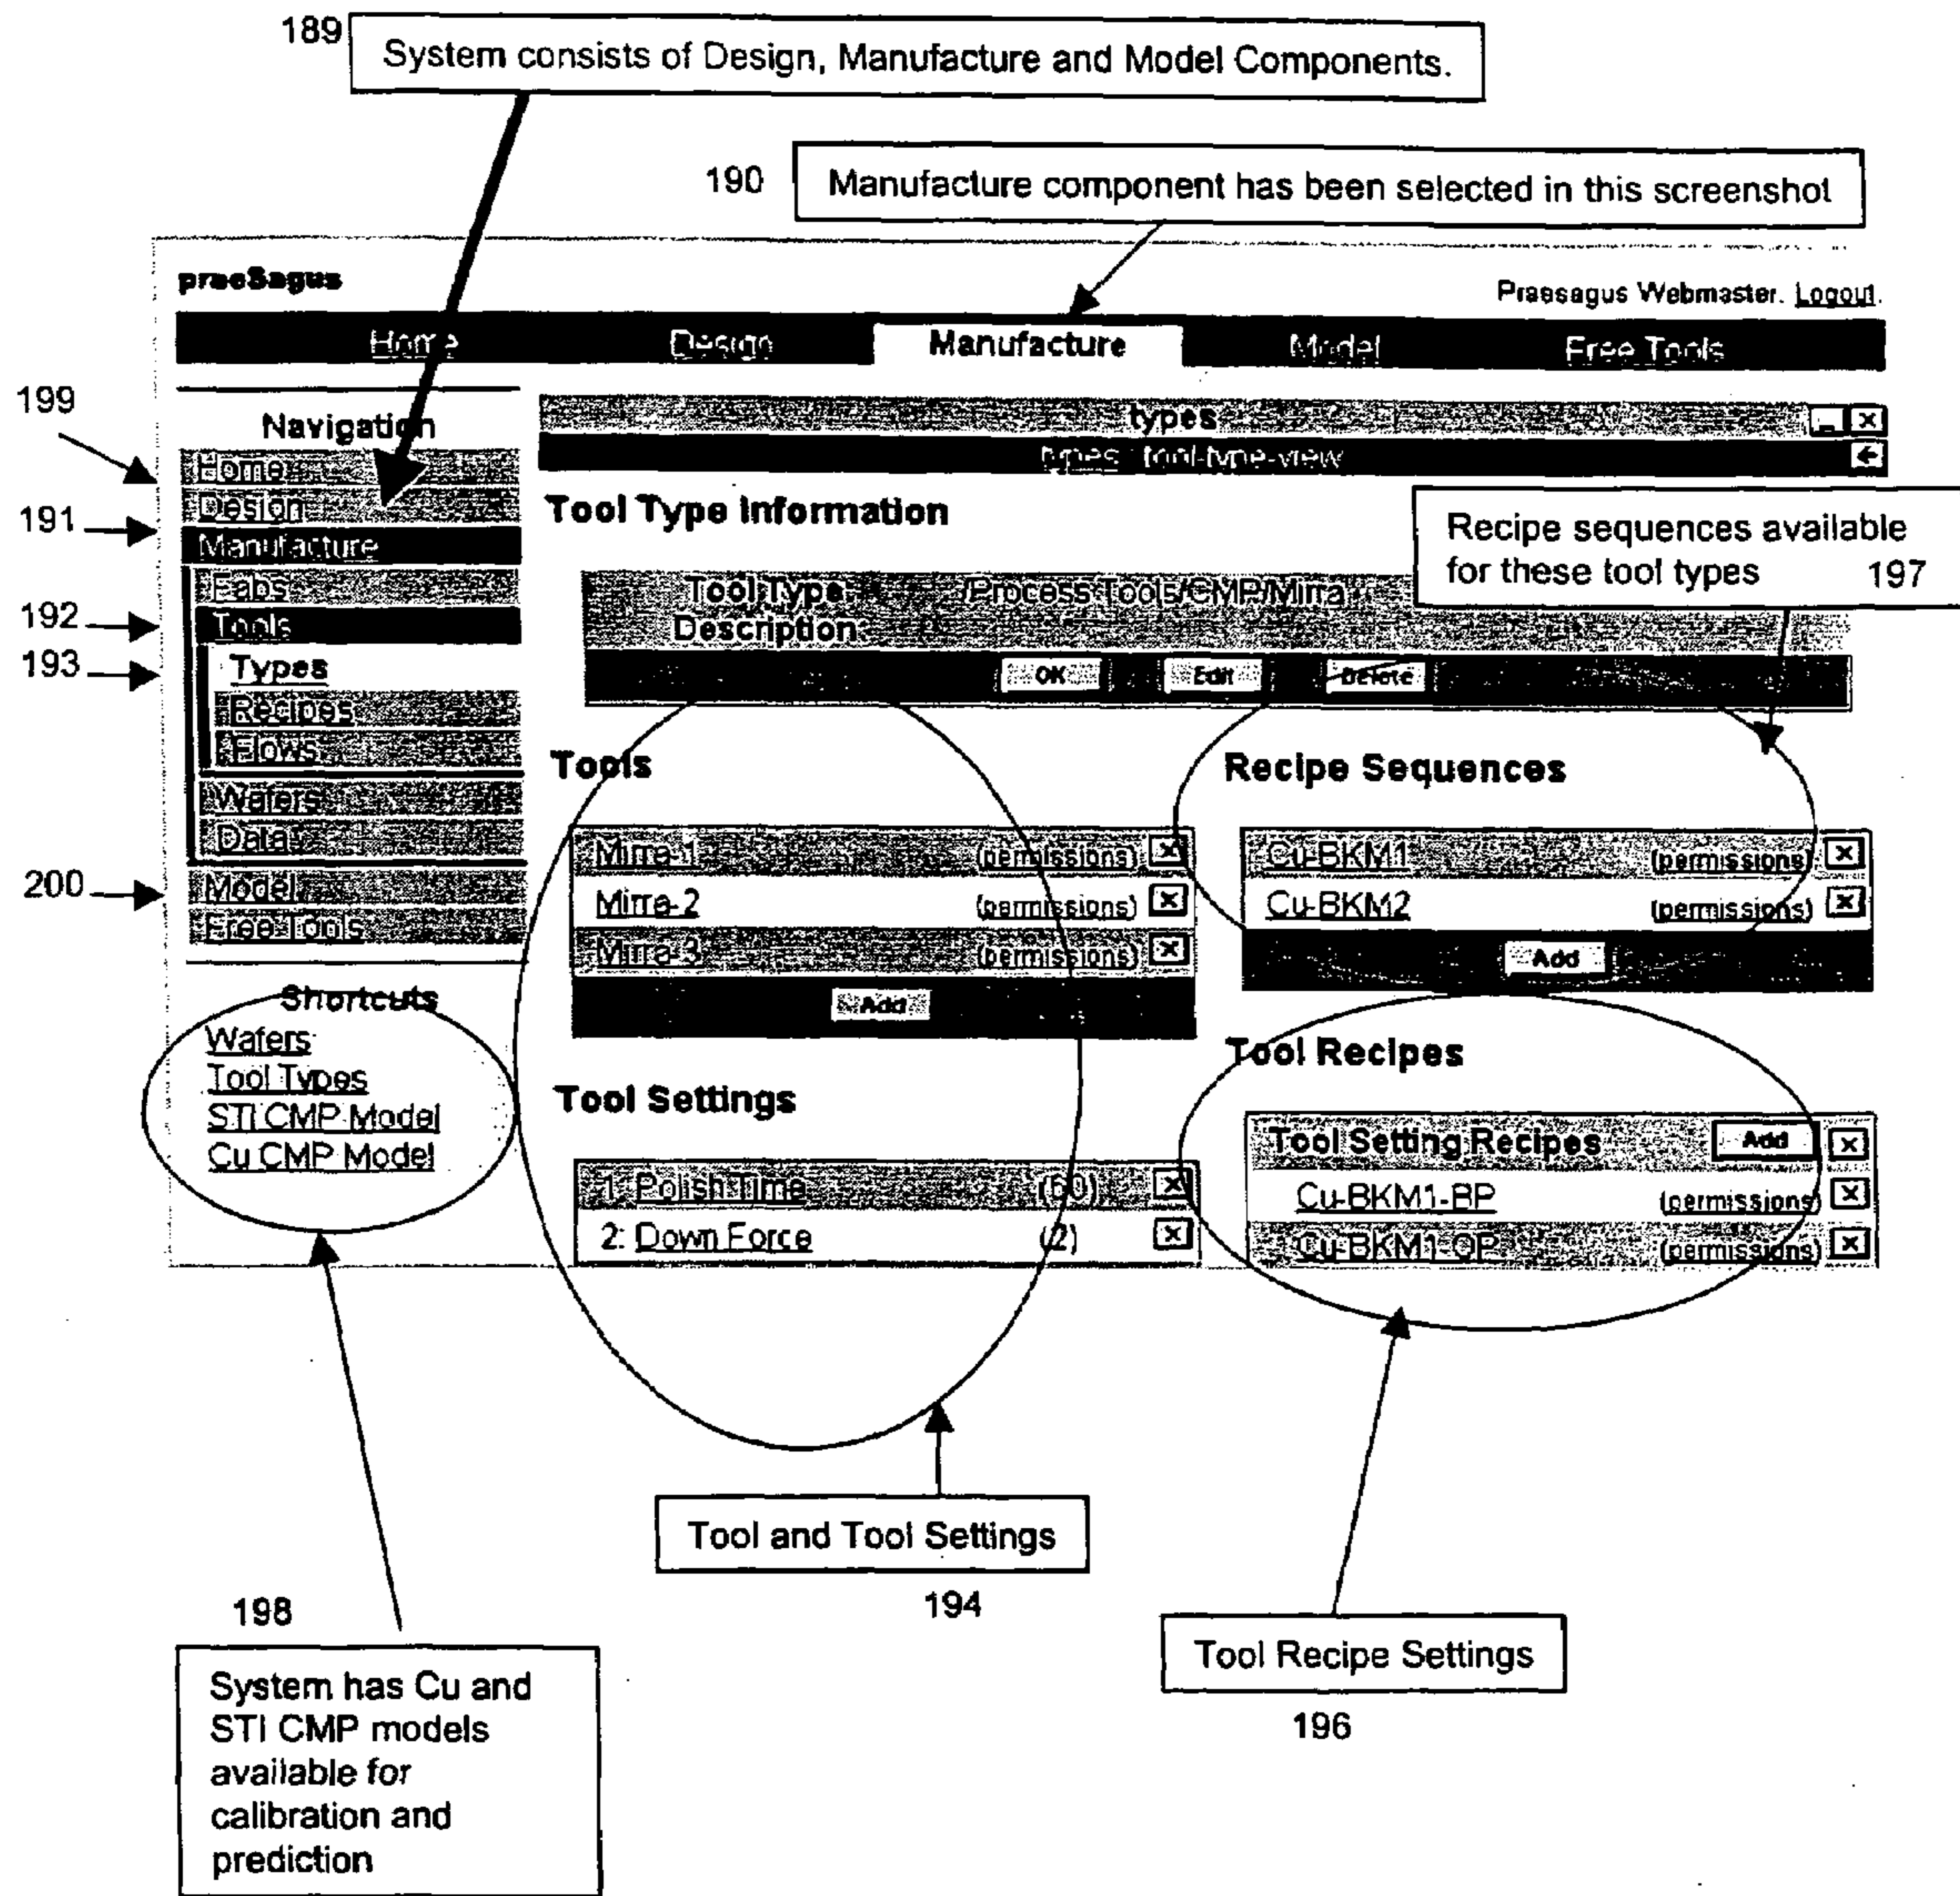 189
System consists of Design, Manufacture and Model Components.
190
Manufacture component has been selected in this screenshot
praeSagus
Praesagus Webmaster. Logout.
Home Design Manufacture Model Free Tools
199
191
192
193
200
Navigation
Home
Design
Manufacture
Fabs
Tools
Types
Recipes
Flows
Wafers
Data
Model
Free Tools
types
types : tool-type-view
Tool Type Information
Recipe sequences available
for these tool types 197
Tool Type: /Process Tools/CMP/Mirra
Description:
OK Edit Delete
Tools
Mirra-1 (permissions) X
Mirra-2 (permissions) X
Mirra-3 (permissions) X
Add
Recipe Sequences
Cu-BKM1 (permissions) X
Cu-BKM2 (permissions) X
Add
Shortcuts
Wafers
Tool Types
STI CMP Model
Cu CMP Model
Tool Settings
1: Polish Time (60) X
2: Down Force (2) X
Tool Recipes
Tool Setting Recipes Add X
Cu-BKM1-BP (permissions) X
Cu-BKM1-OP (permissions) X
Tool and Tool Settings
194
Tool Recipe Settings
196
198
System has Cu and
STI CMP models
available for
calibration and
prediction